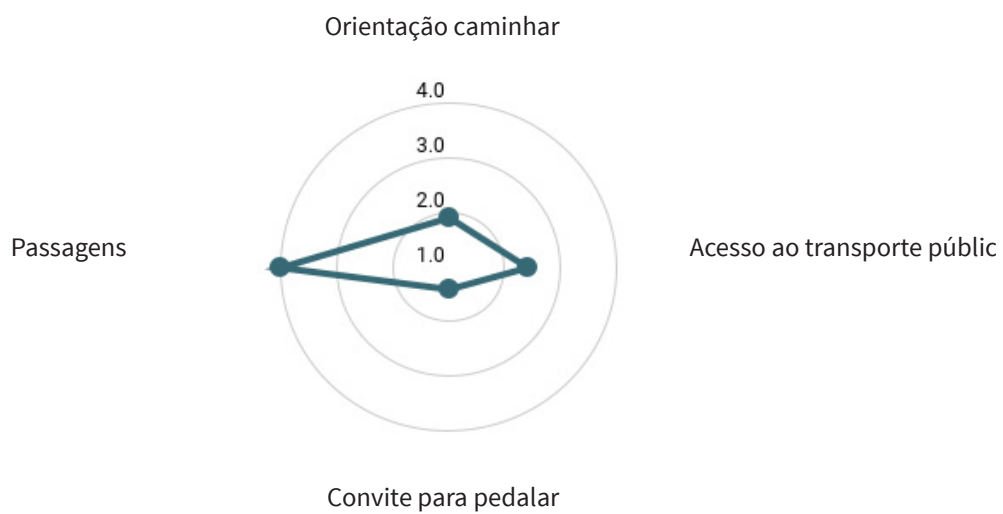 Orientação caminhar
4.0
3.0
2.0
1.0
Passagens
Acesso ao transporte públic
Convite para pedalar